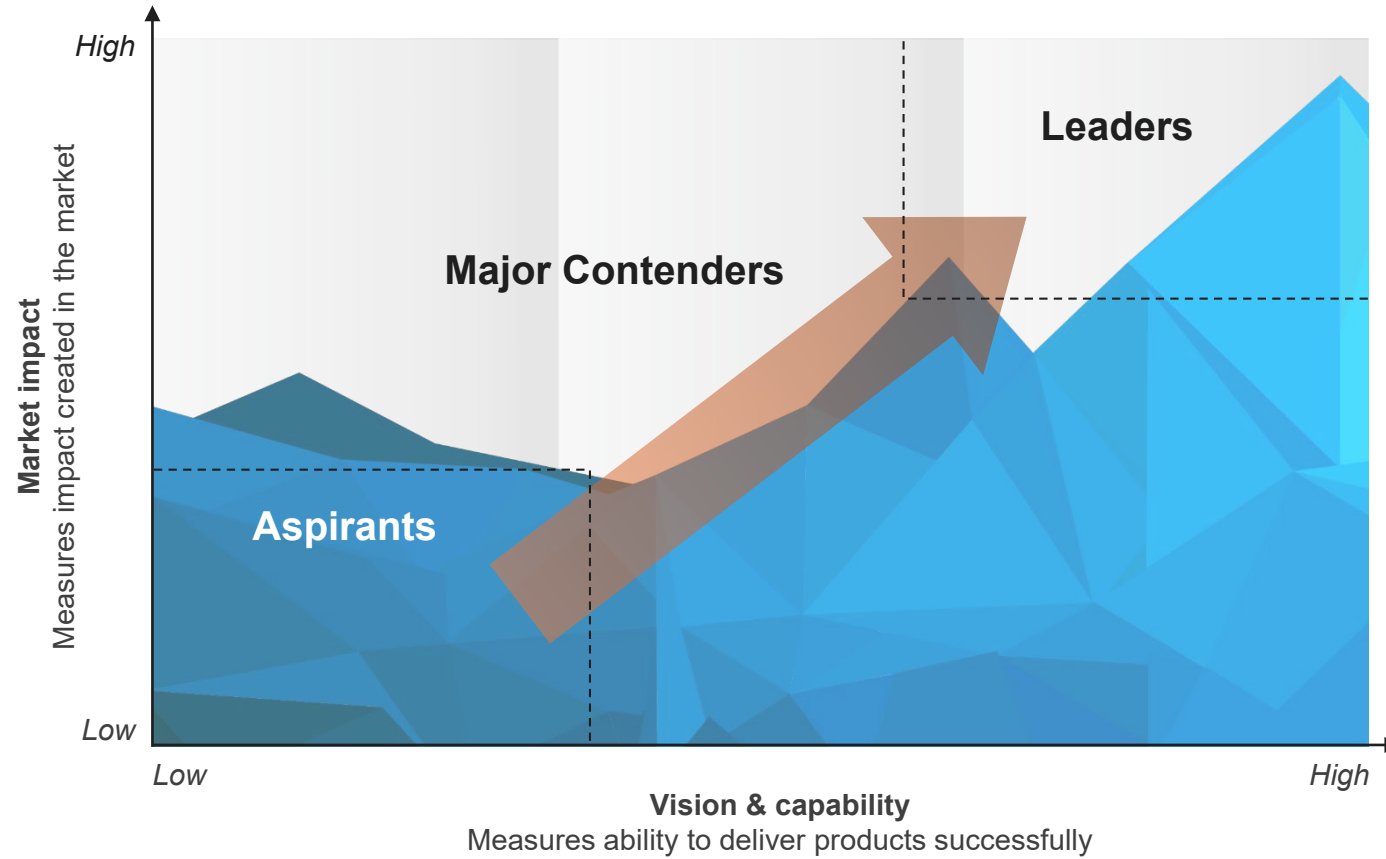 High
Leaders
Major Contenders
Market impact
Measures impact created in the market
Aspirants
Low
Low
High
Vision & capability
Measures ability to deliver products successfully